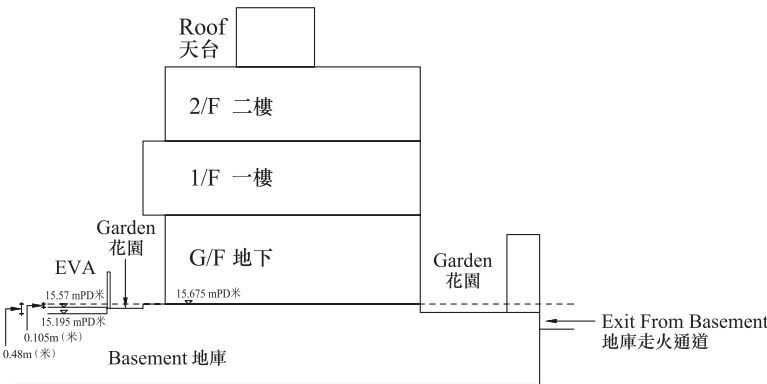 Roof
天台
2/F 二樓
1/F 一樓
G/F 地下
Garden
花園
EVA
15.57 mPD米
15.195 mPD米
0.105m (米)
0.48m (米)
15.675 mPD米
Garden
花園
Exit From Basement
地庫走火通道
Basement 地庫